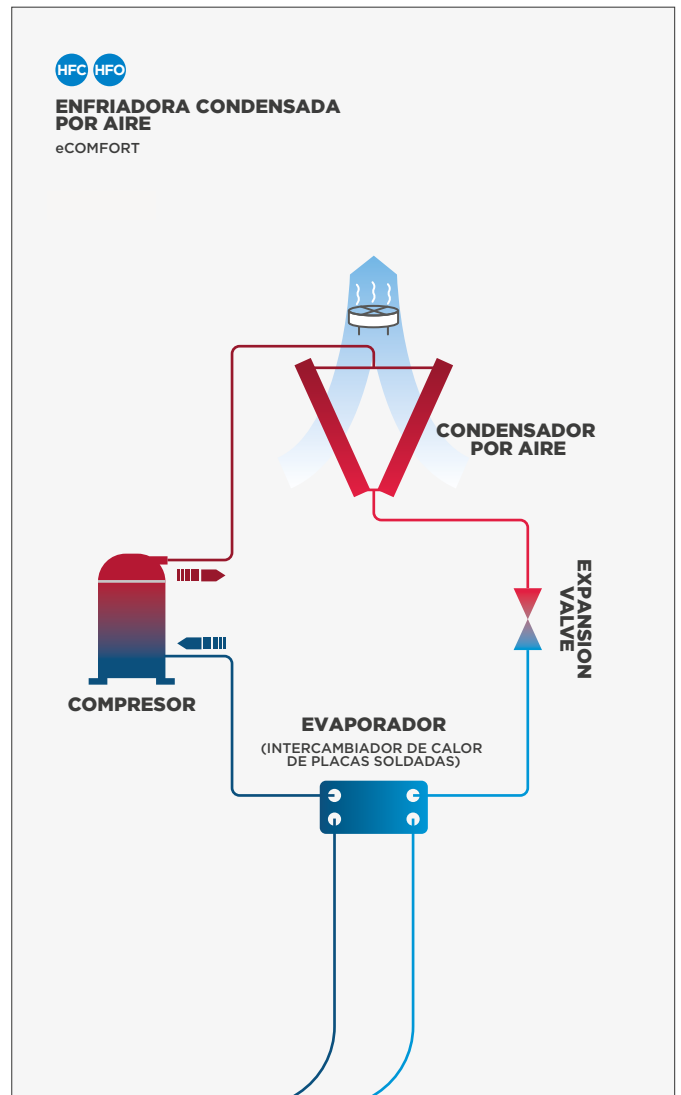 HFC HFO
ENFRIADORA CONDENSADA
POR AIRE
eCOMFORT
CONDENSADOR
POR AIRE
EXPANSION
VALVE
COMPRESOR
EVAPORADOR
(INTERCAMBIADOR DE CALOR
DE PLACAS SOLDADAS)